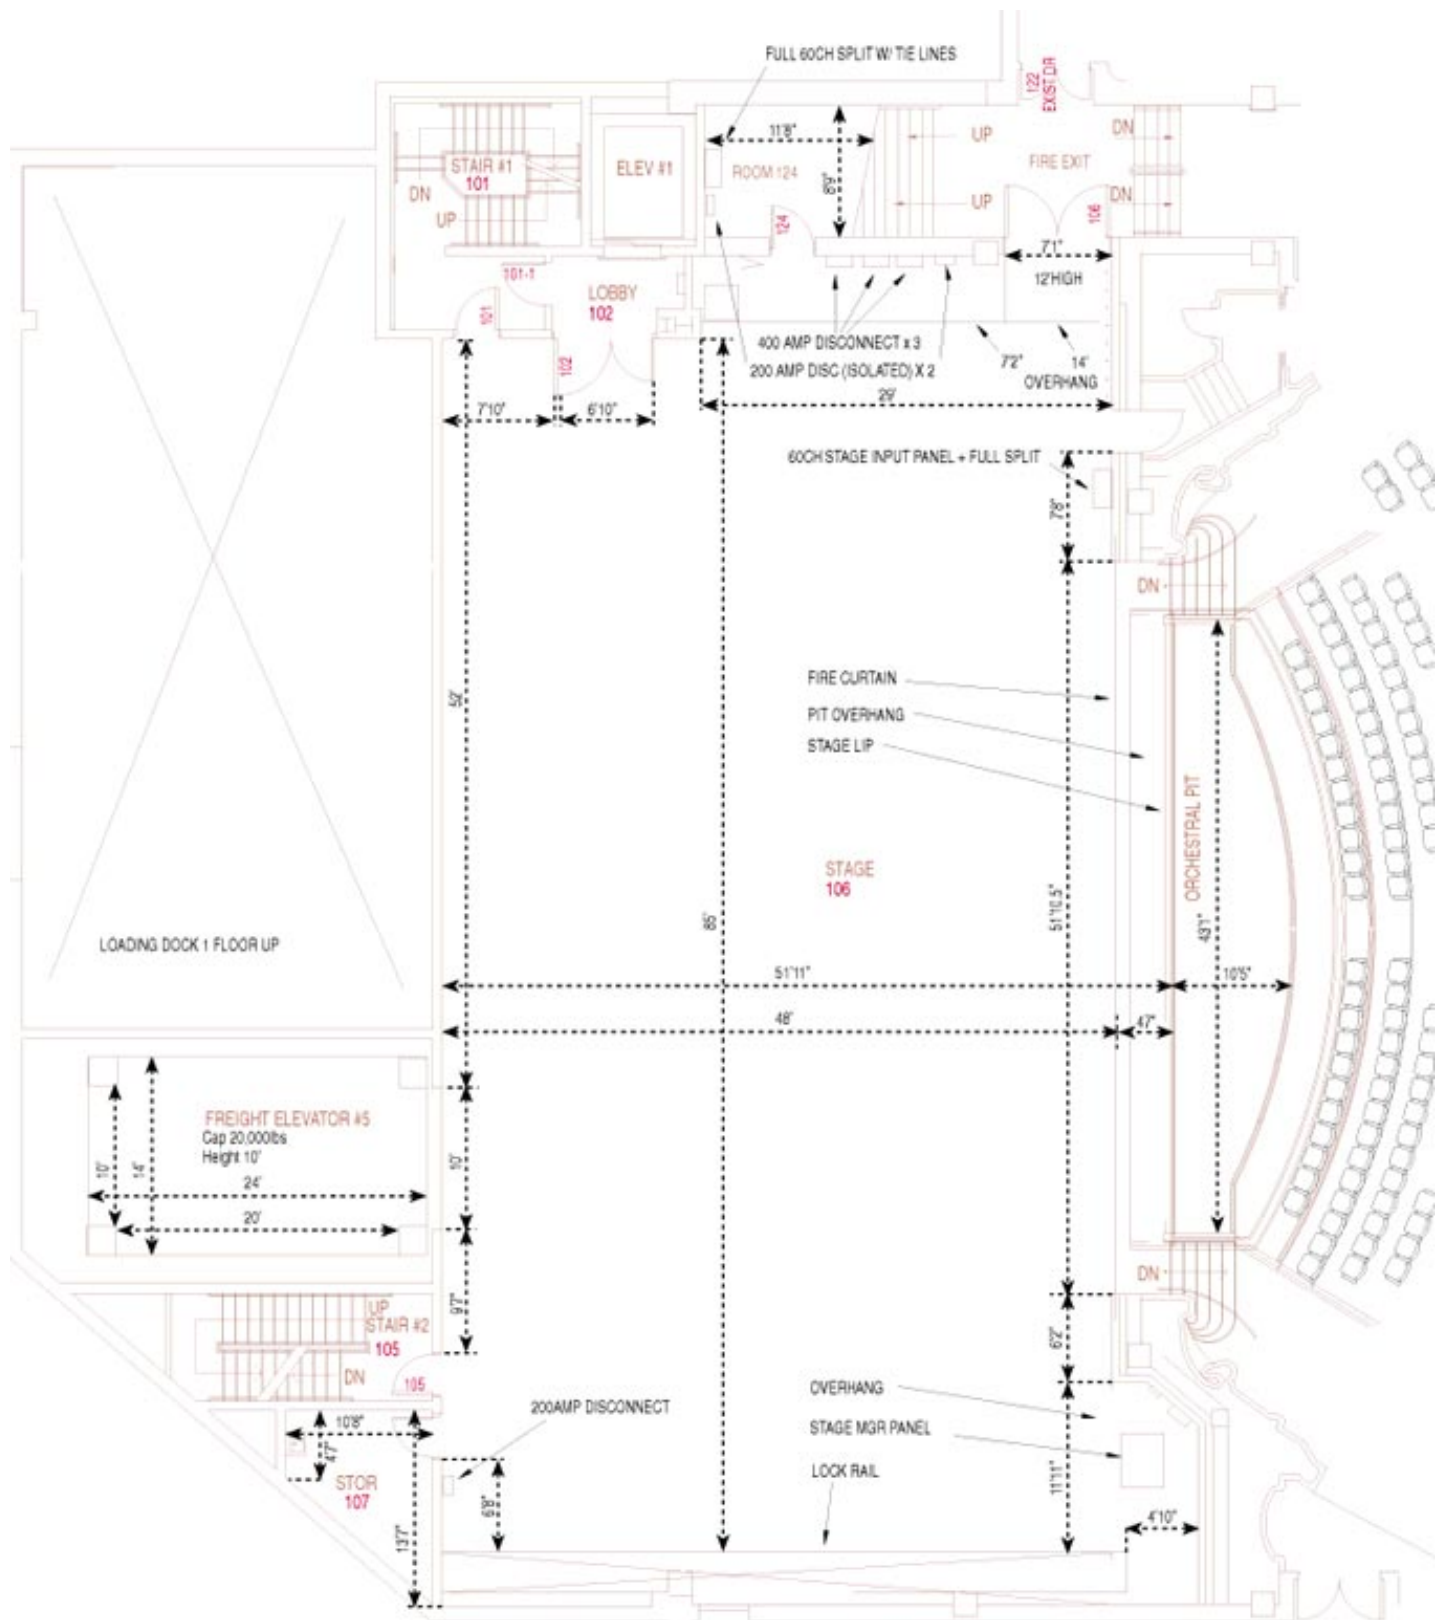 FULL 60CH SPLIT W/ TIE LINES
122
EXIST DR
11'8"
UP
DN
STAIR #1
101
ELEV #1
ROOM 124
8'9"
FIRE EXIT
DN
UP
UP
DN
124
106
7'1"
101-1
LOBBY
102
12'HIGH
101
400 AMP DISCONNECT x 3
7'2"
14'
OVERHANG
102
200 AMP DISC (ISOLATED) X 2
29'
7'10"
6'10"
60CH STAGE INPUT PANEL + FULL SPLIT
7'8"
DN
FIRE CURTAIN
52'
PIT OVERHANG
STAGE LIP
ORCHESTRAL PIT
STAGE
106
85'
51'10.5"
43'1"
LOADING DOCK 1 FLOOR UP
51'11"
10'5"
48'
4'7"
FREIGHT ELEVATOR #5
Cap 20,000lbs
Height 10'
10'
14'
10'
24'
20'
DN
9'7"
UP
STAIR #2
105
6'2"
DN
105
OVERHANG
200AMP DISCONNECT
10'8"
4'7"
STAGE MGR PANEL
STOR
107
LOCK RAIL
11'11"
6'8"
13'7"
4'10"